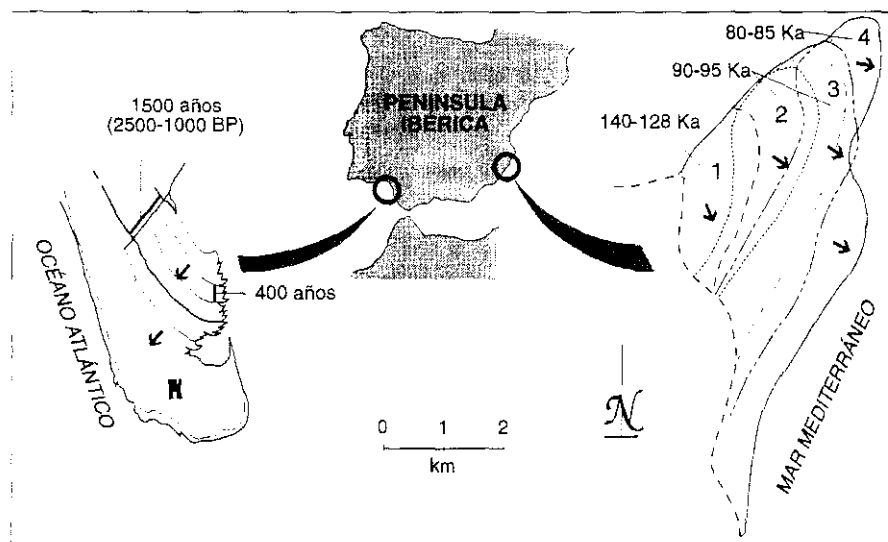 1500 años
(2500-1000 BP)
OCÉANO ATLÁNTICO
400 años
PENINSULA
IBERICA
0 1 2
km
N
80-85 Ka
90-95 Ka
140-128 Ka
1
2
3
4
MAR MEDITERRÁNEO